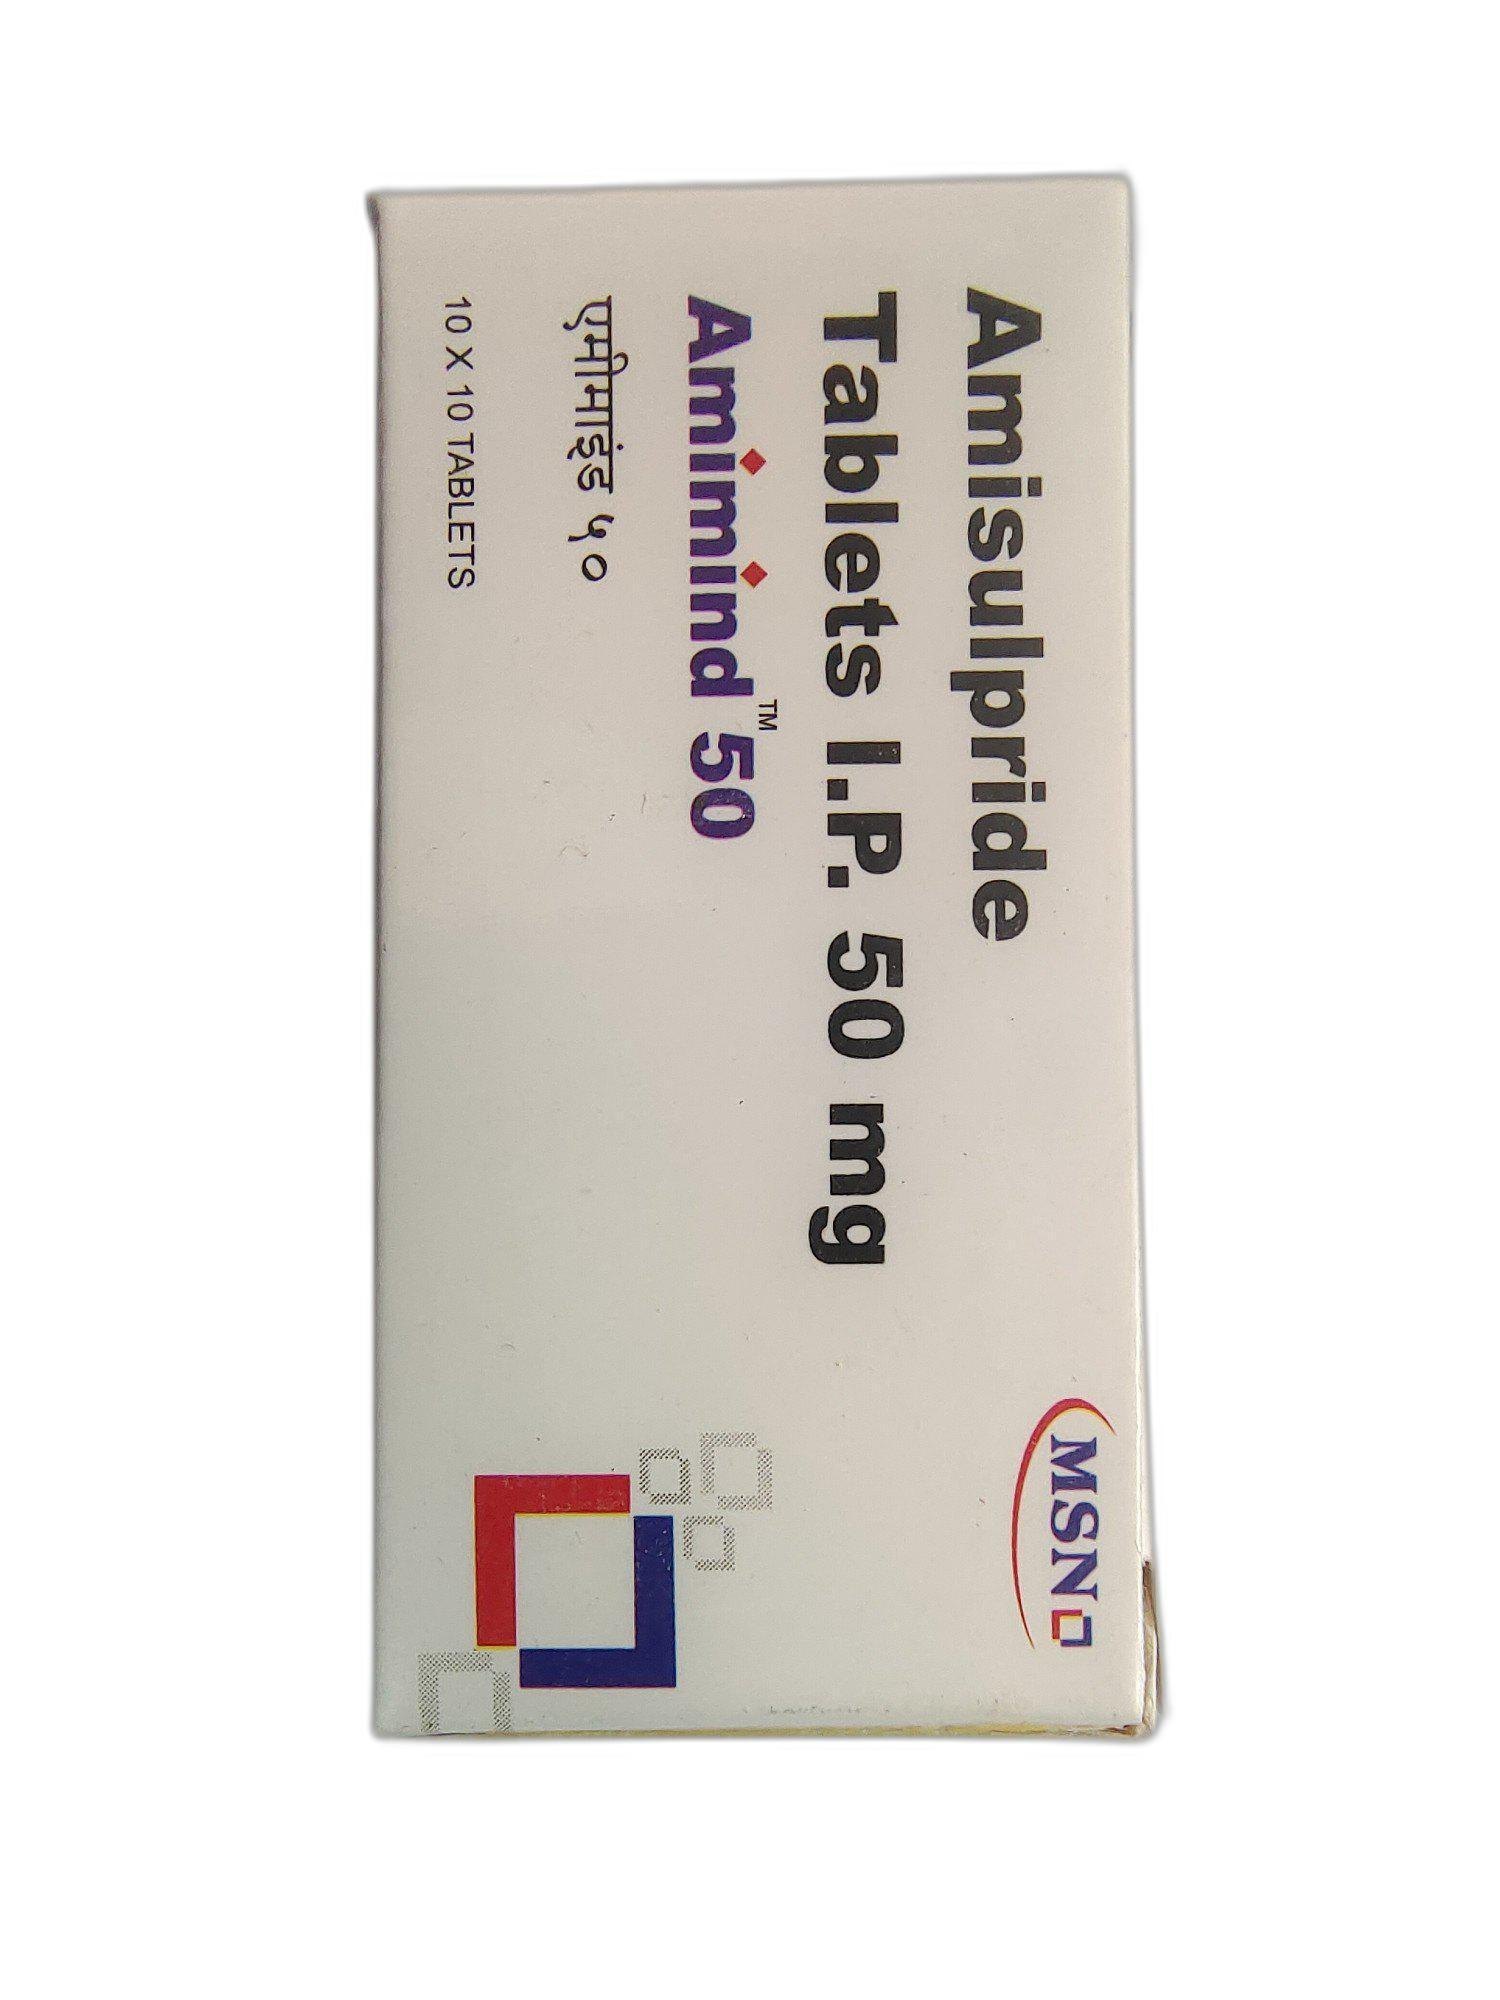 MSN
Amisulpride
Tablets I.P. 50 mg
Amimind™ 50
एमीमाइंड ५०
10 X 10 TABLETS